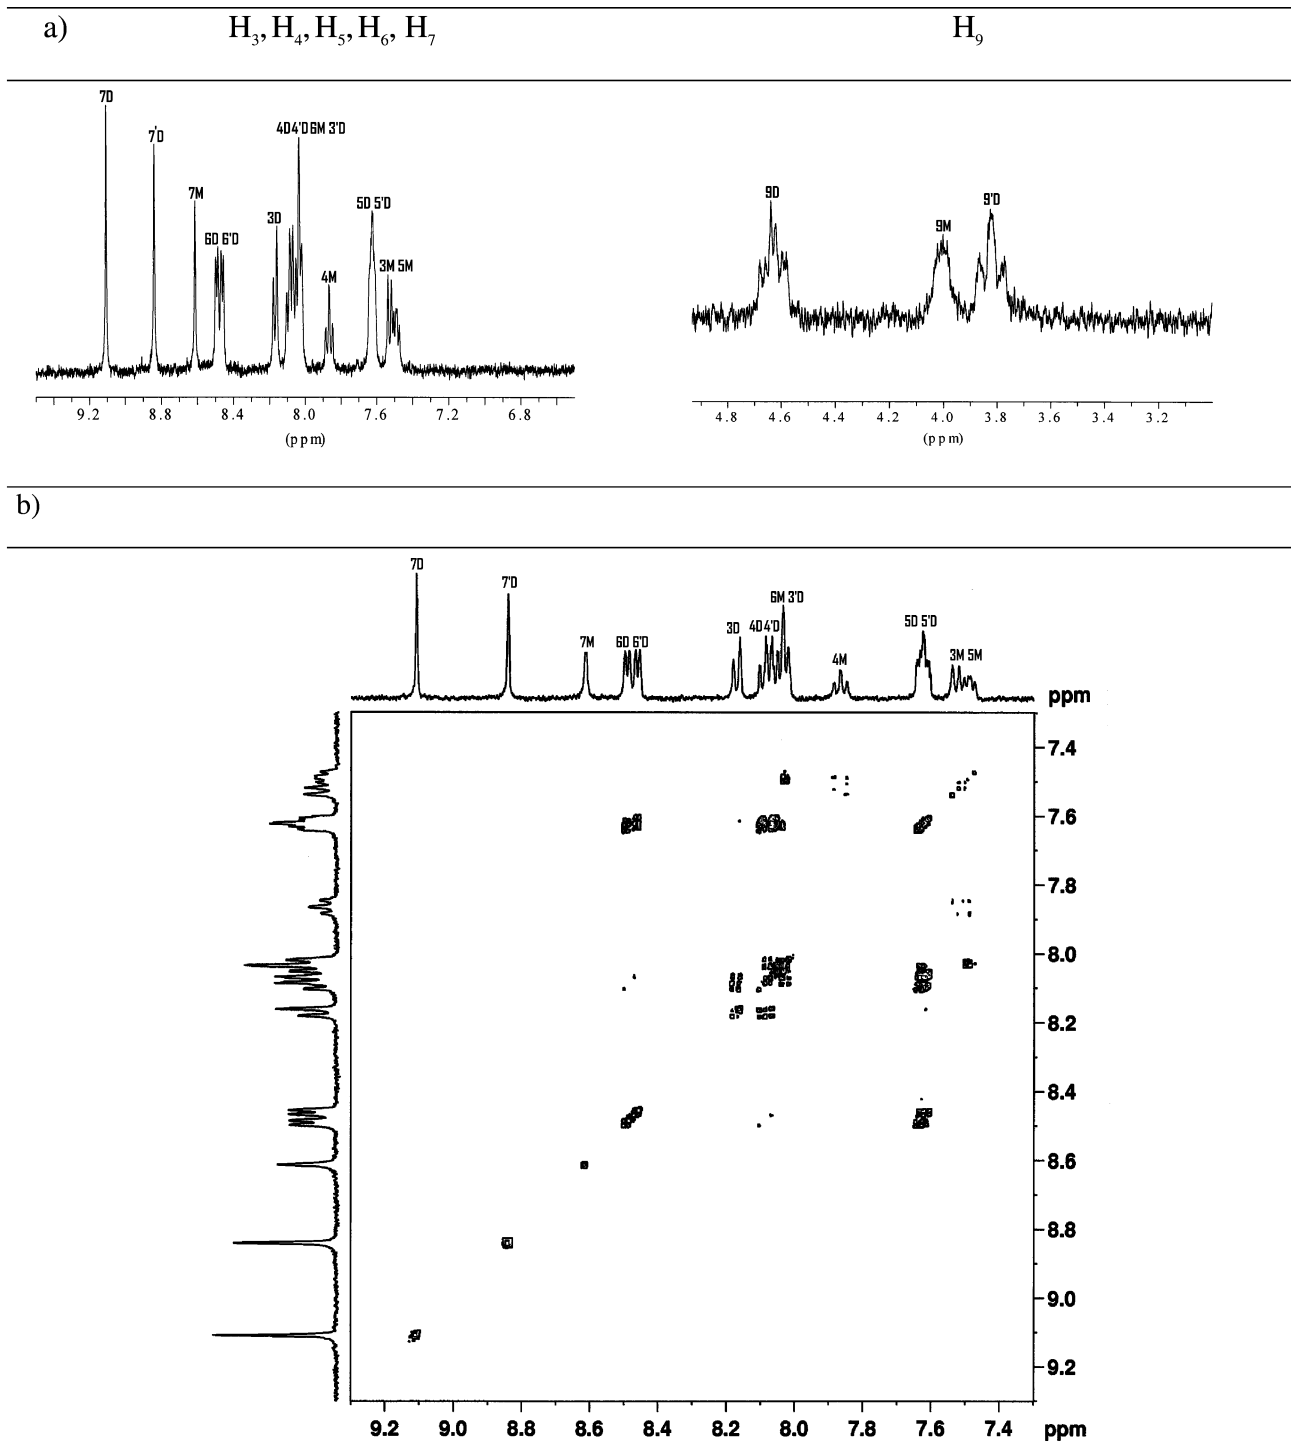 a) H3, H4, H5, H6, H7 H9
7D
7'D
7M
6D 6'D
3D
4D4'D6M 3'D
4M
5D 5'D
3M 5M
9D
9M
9'D
9.2 8.8 8.4 8.0 7.6 7.2 6.8
(ppm)
4.8 4.6 4.4 4.2 4.0 3.8 3.6 3.4 3.2
(ppm)
b)
7D
7'D
7M
6D 6'D
3D
4D 4'D
6M 3'D
4M
5D 5'D
3M 5M
ppm
7.4
7.6
7.8
8.0
8.2
8.4
8.6
8.8
9.0
9.2
9.2 9.0 8.8 8.6 8.4 8.2 8.0 7.8 7.6 7.4 ppm